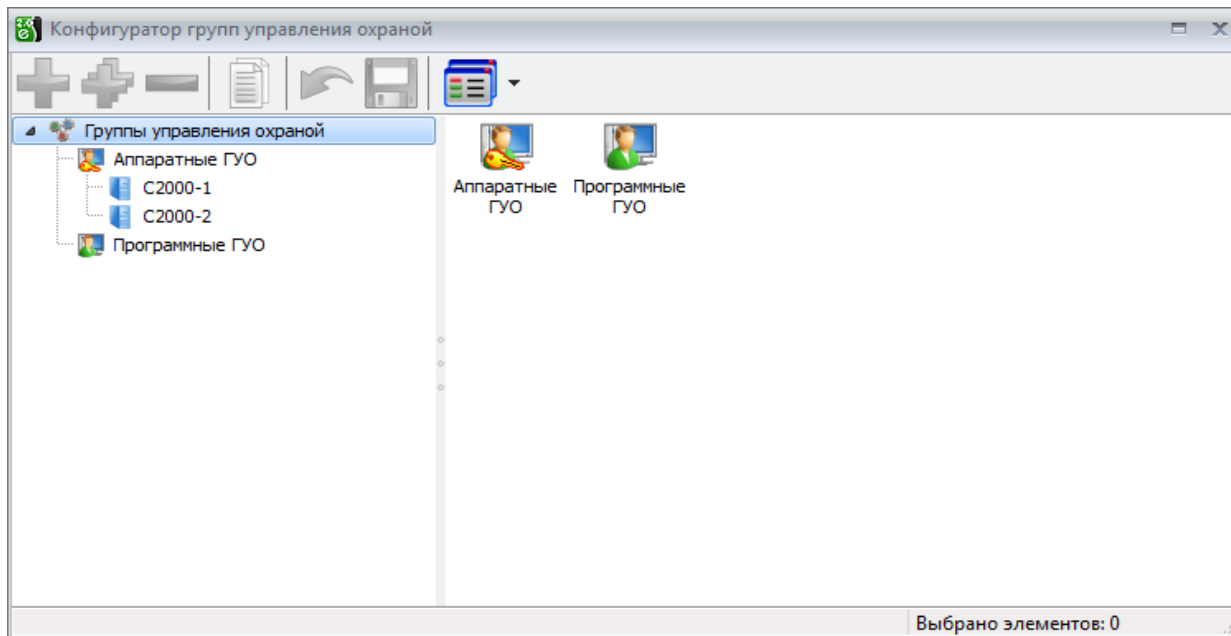 Конфигуратор групп управления охраной
Группы управления охраной
Аппаратные ГУО
С2000-1
С2000-2
Программные ГУО
Аппаратные
ГУО
Программные
ГУО
Выбрано элементов: 0